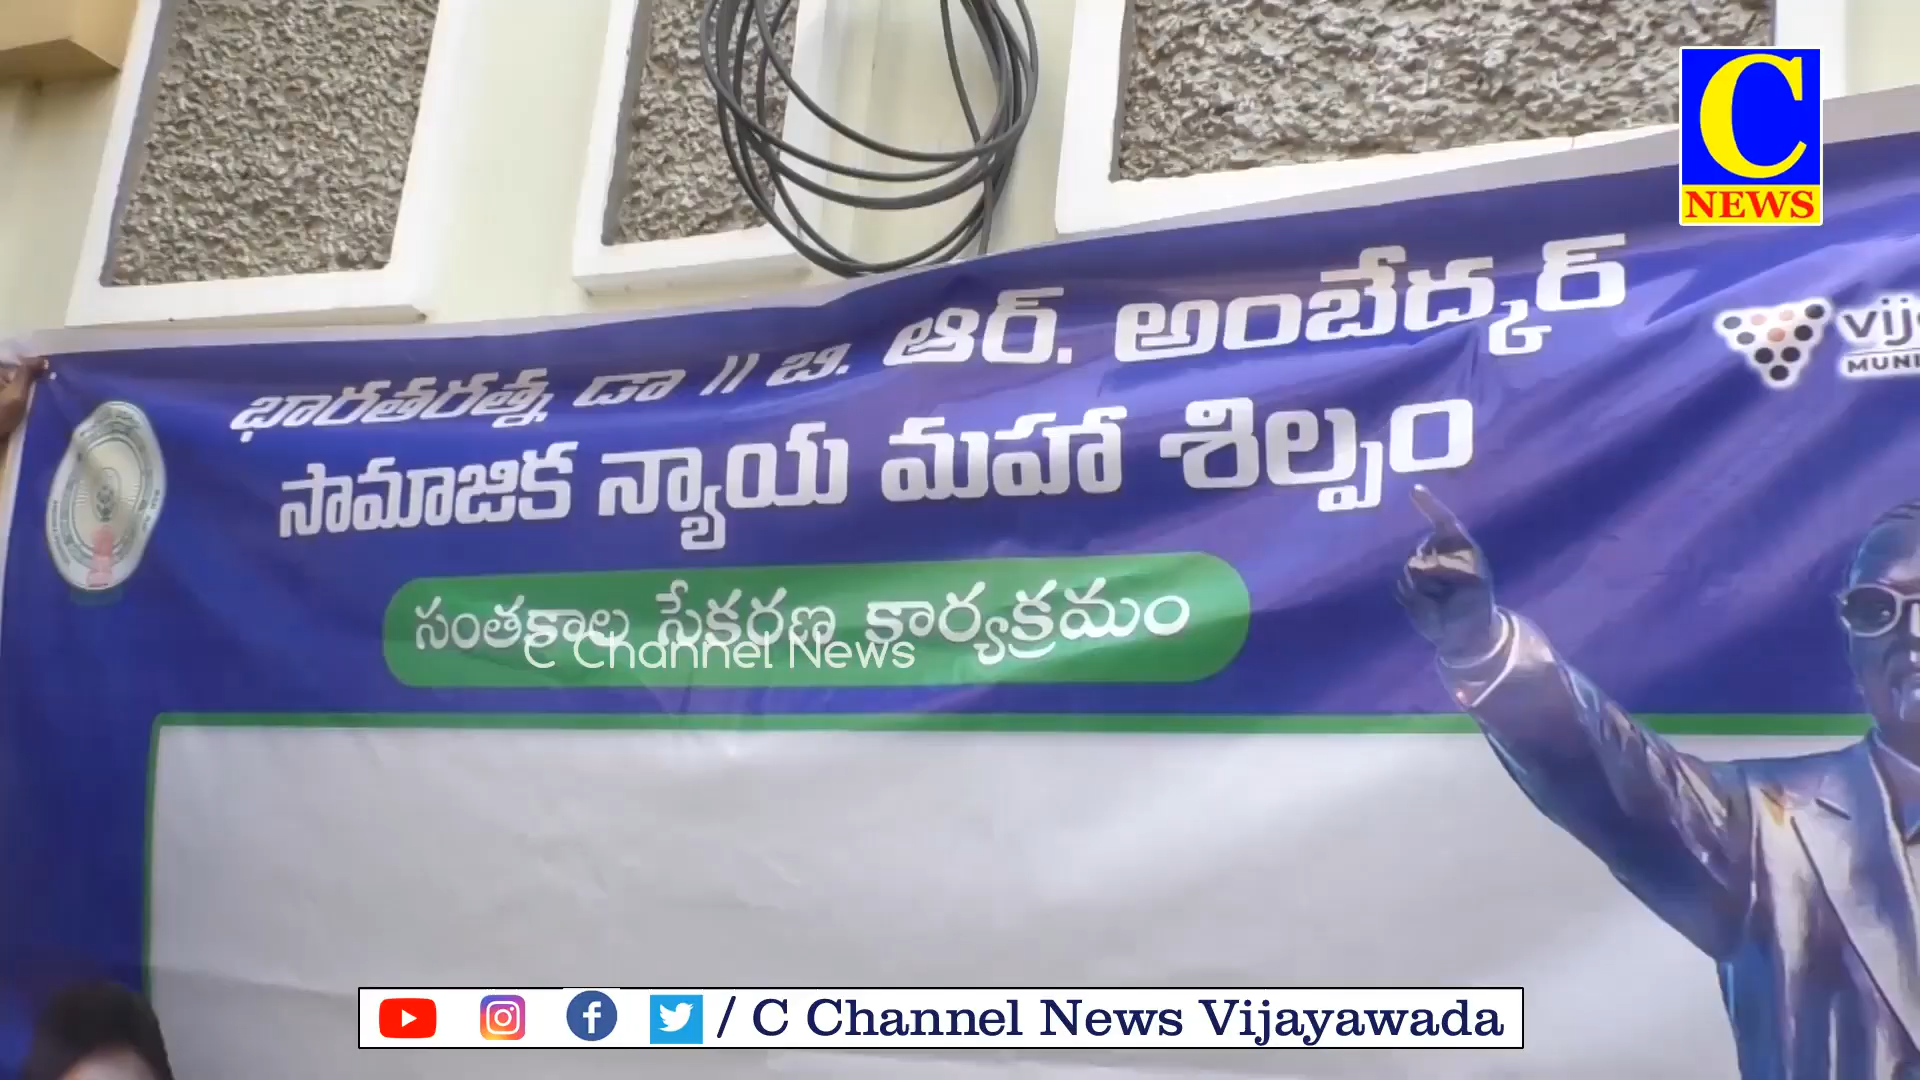 C
NEWS
భారతరత్న డా || బి. ఆర్. అంబేద్కర్
సామాజిక న్యాయ మహా శిల్పం
సంతకాల సేకరణ కార్యక్రమం
C Channel News
/ C Channel News Vijayawada